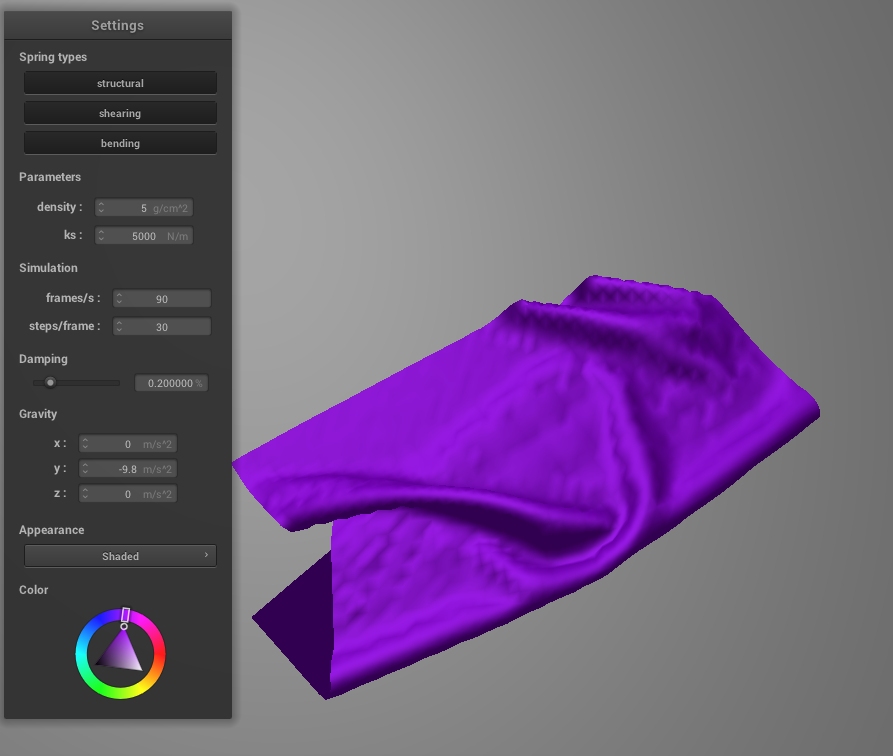 Settings
Spring types
structural
shearing
bending
Parameters
density : 5 g/cm^2
ks : 5000 N/m
Simulation
frames/s : 90
steps/frame : 30
Damping
0.200000 %
Gravity
x : 0 m/s^2
y : -9.8 m/s^2
z : 0 m/s^2
Appearance
Shaded
Color